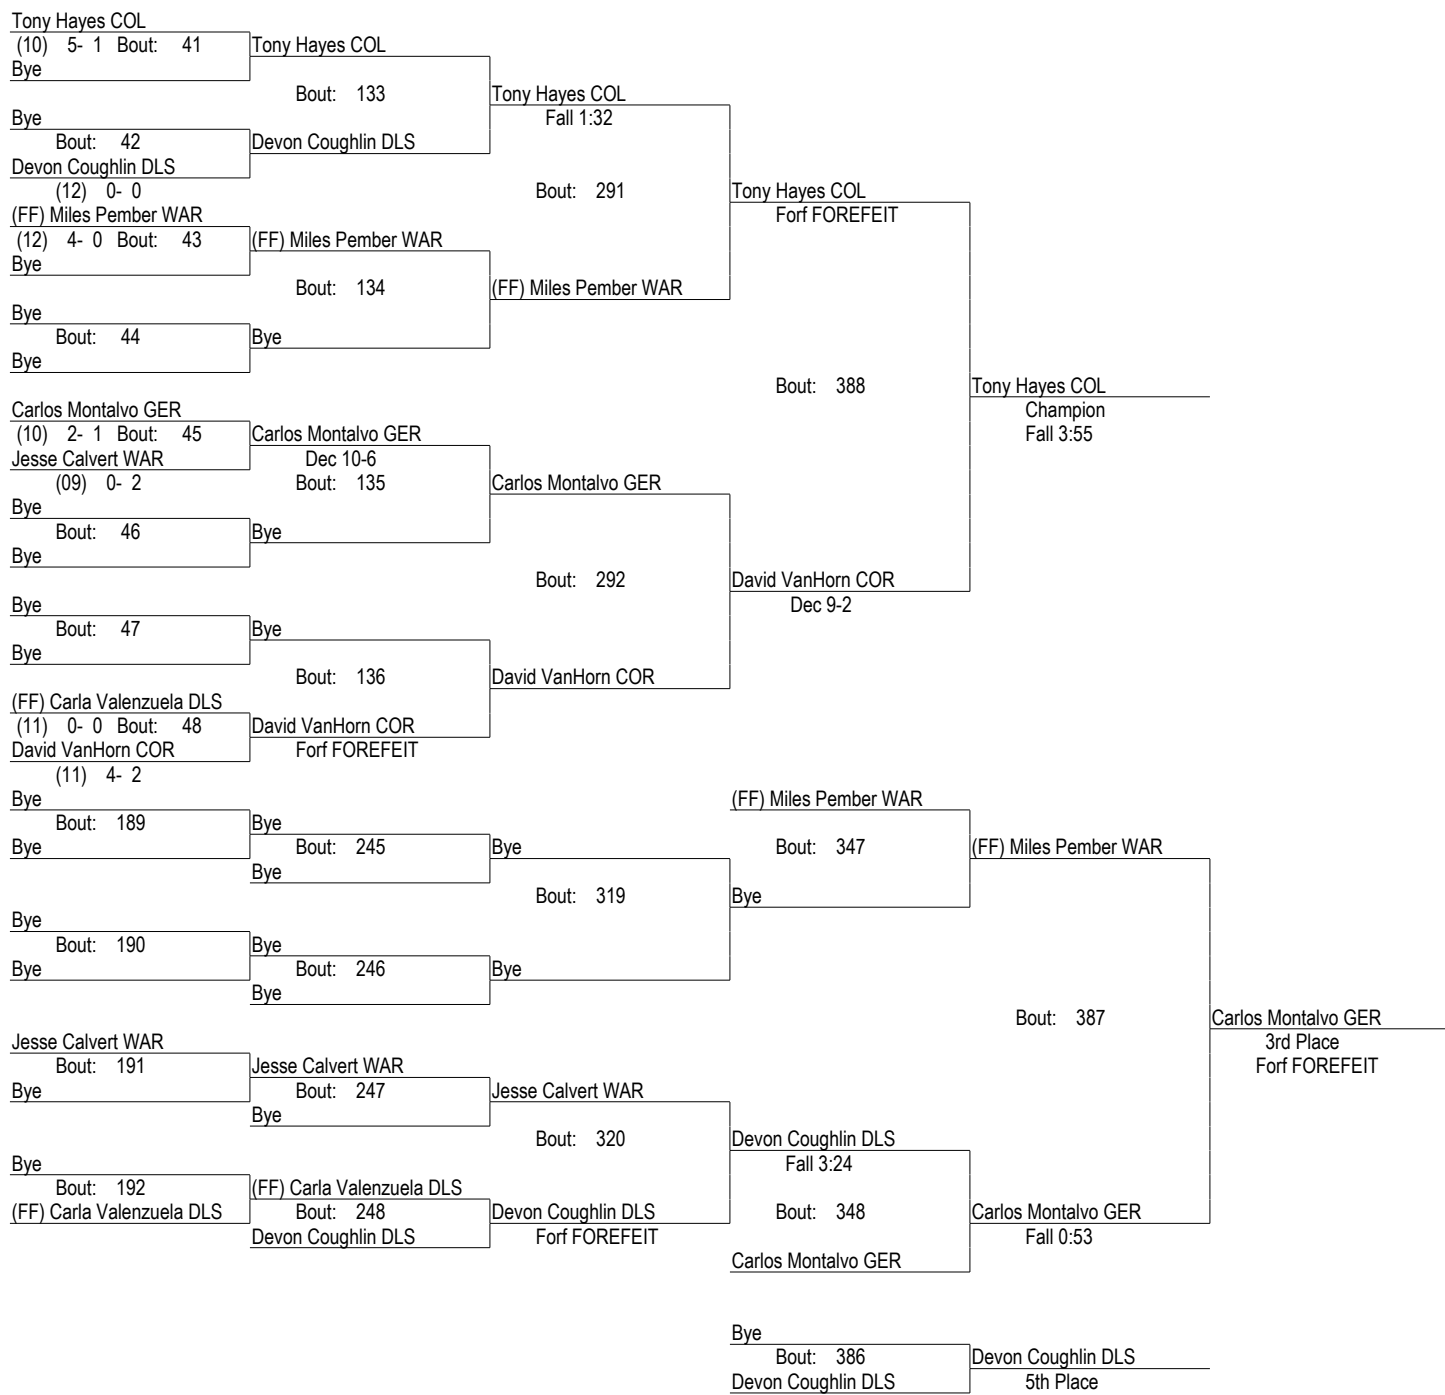 Tony Hayes COL
(10) 5- 1 Bout: 41 Tony Hayes COL
Bye
Bout: 133 Tony Hayes COL
Bye Fall 1:32
Bout: 42 Devon Coughlin DLS
Devon Coughlin DLS
(12) 0- 0 Bout: 291 Tony Hayes COL
(FF) Miles Pember WAR Forf FOREFEIT
(12) 4- 0 Bout: 43 (FF) Miles Pember WAR
Bye
Bout: 134 (FF) Miles Pember WAR
Bye
Bout: 44 Bye
Bye
Bout: 388 Tony Hayes COL
Carlos Montalvo GER Champion
(10) 2- 1 Bout: 45 Carlos Montalvo GER Fall 3:55
Jesse Calvert WAR Dec 10-6
(09) 0- 2 Bout: 135 Carlos Montalvo GER
Bye
Bout: 46 Bye
Bye
Bout: 292 David VanHorn COR
Bye Dec 9-2
Bout: 47 Bye
Bye
Bout: 136 David VanHorn COR
(FF) Carla Valenzuela DLS
(11) 0- 0 Bout: 48 David VanHorn COR
David VanHorn COR Forf FOREFEIT
(11) 4- 2
Bye (FF) Miles Pember WAR
Bout: 189 Bye
Bye Bout: 245 Bye Bout: 347 (FF) Miles Pember WAR
Bye
Bout: 319 Bye
Bye
Bout: 190 Bye
Bye Bout: 246 Bye
Bye
Bout: 387 Carlos Montalvo GER
Jesse Calvert WAR 3rd Place
Bout: 191 Jesse Calvert WAR Forf FOREFEIT
Bye Bout: 247 Jesse Calvert WAR
Bye
Bout: 320 Devon Coughlin DLS
Bye Fall 3:24
Bout: 192 (FF) Carla Valenzuela DLS
(FF) Carla Valenzuela DLS Bout: 248 Devon Coughlin DLS Bout: 348 Carlos Montalvo GER
Devon Coughlin DLS Forf FOREFEIT Fall 0:53
Carlos Montalvo GER
Bye
Bout: 386 Devon Coughlin DLS
Devon Coughlin DLS 5th Place